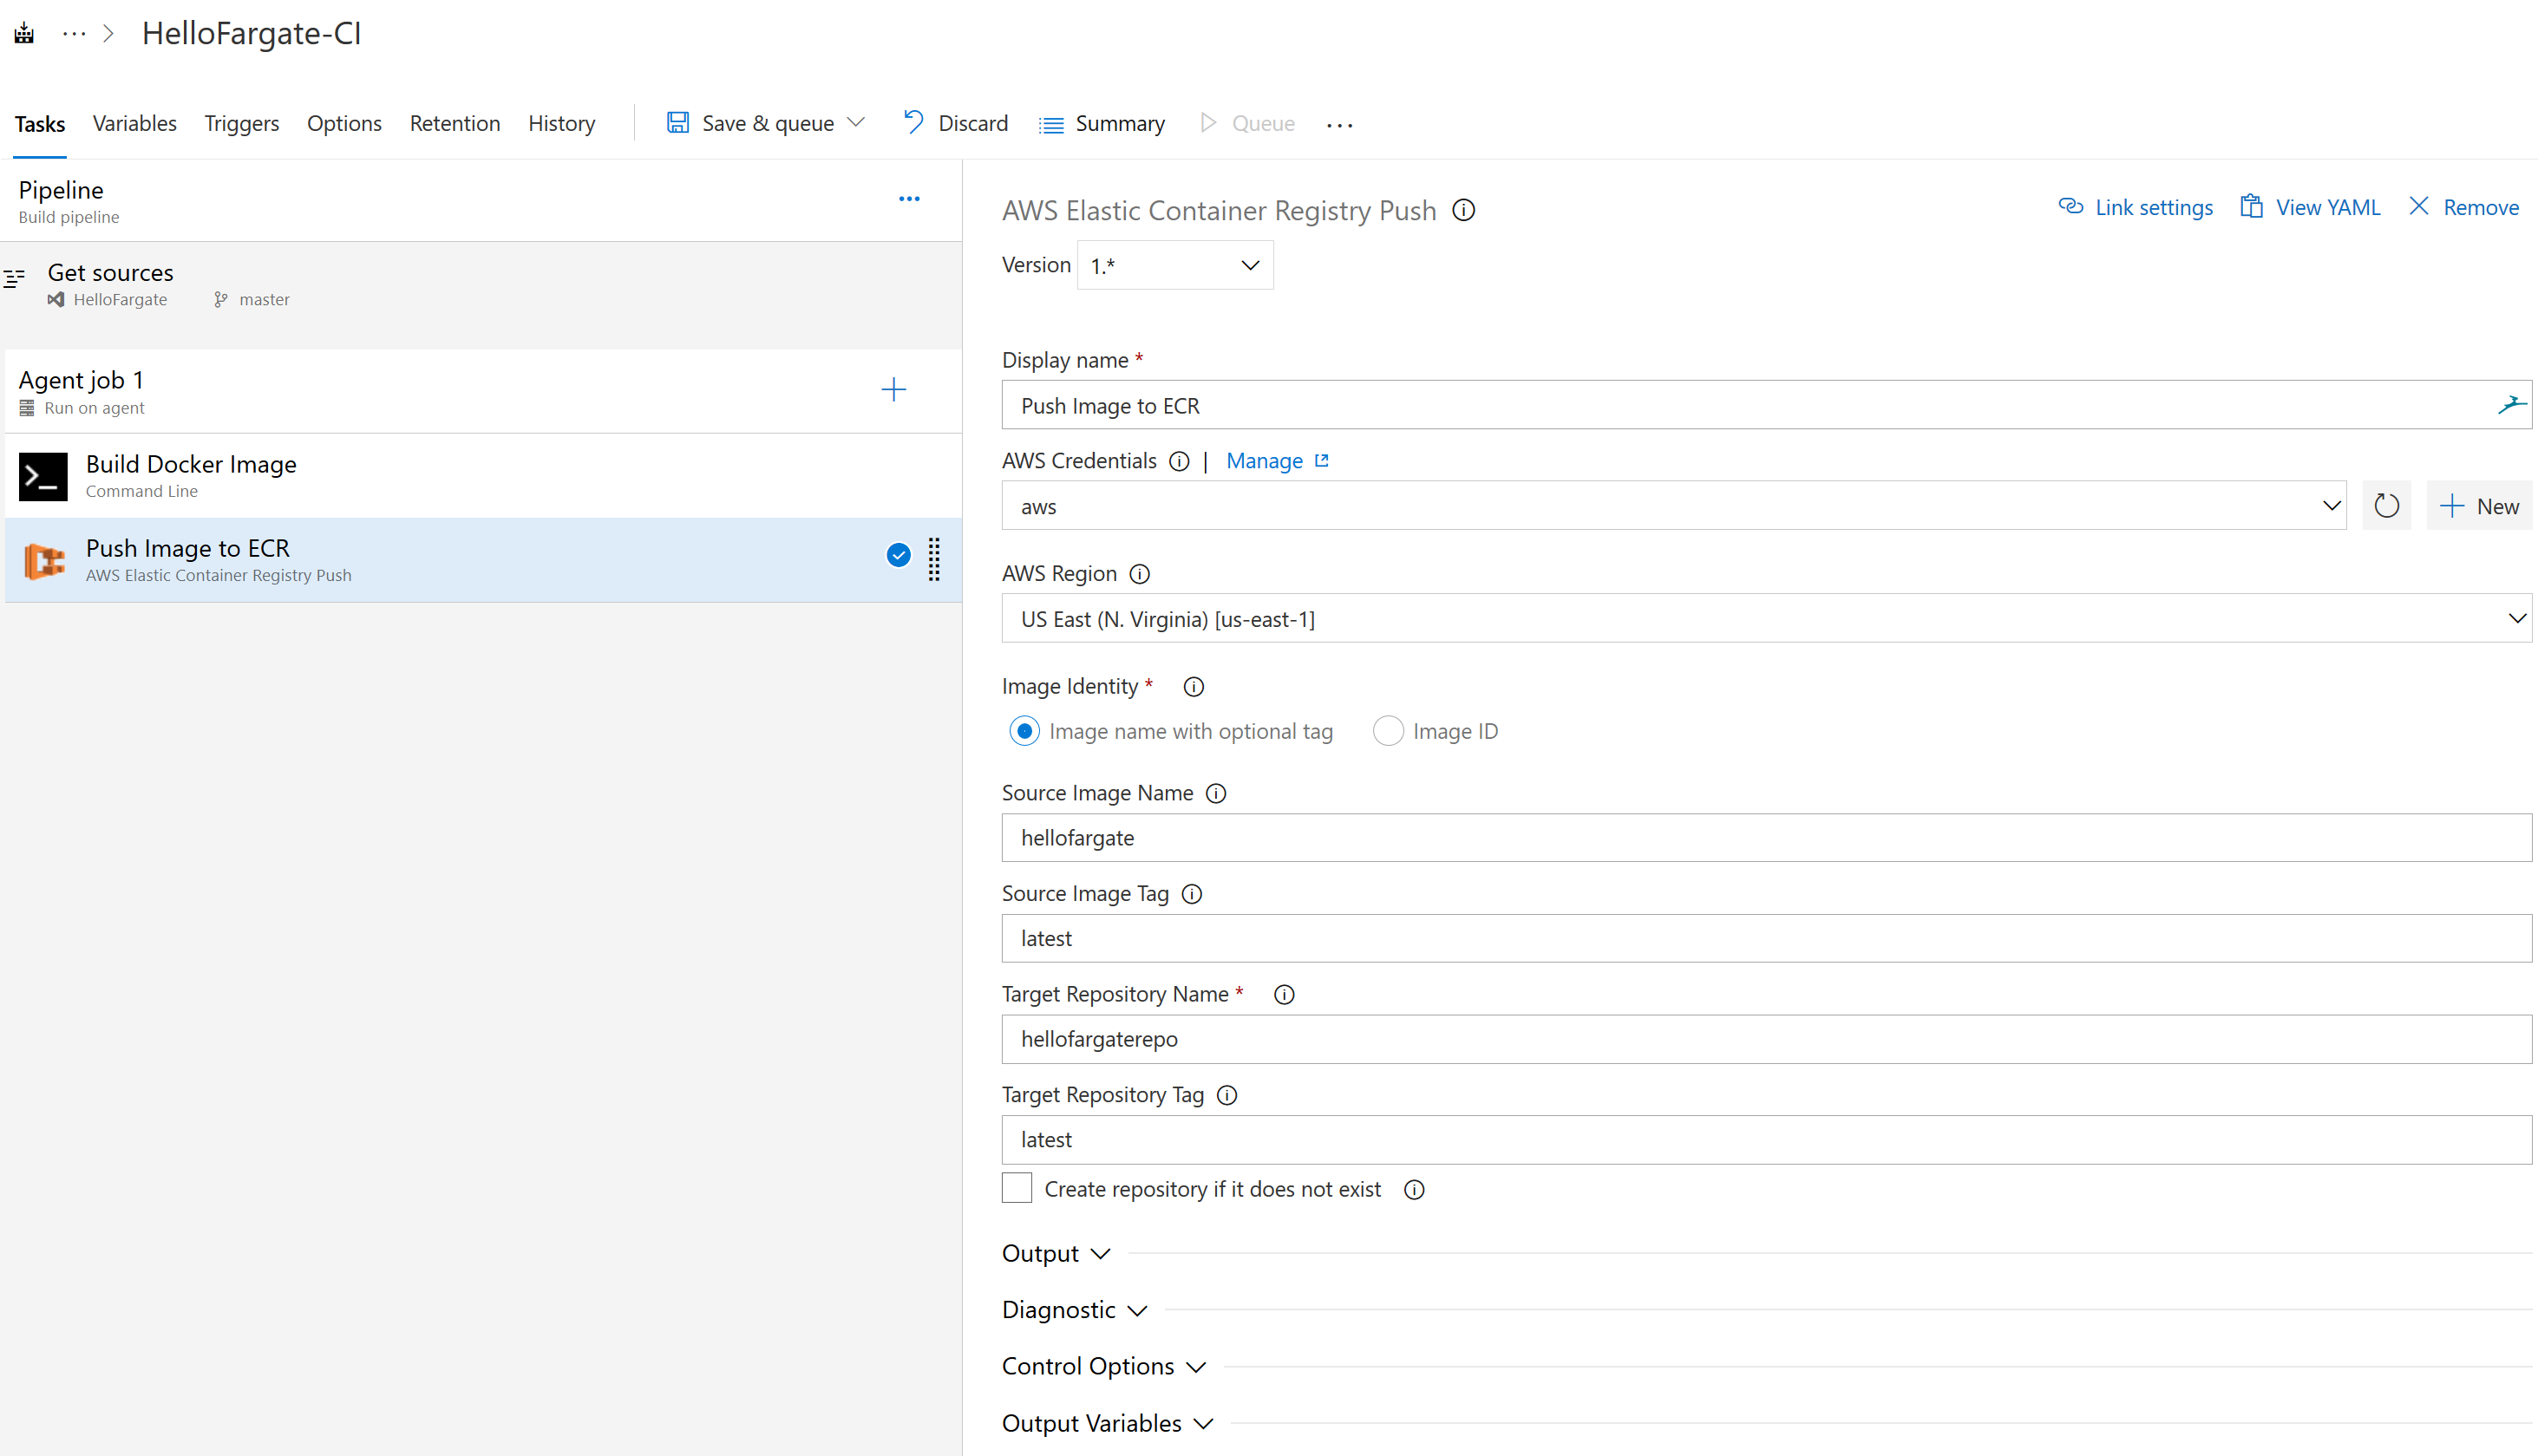 HelloFargate-CI
Tasks Variables Triggers Options Retention History Save & queue Discard Summary Queue ...
Pipeline
Build pipeline
Get sources
HelloFargate master
Agent job 1
Run on agent
Build Docker Image
Command Line
Push Image to ECR
AWS Elastic Container Registry Push
AWS Elastic Container Registry Push
Link settings View YAML Remove
Version 1.*
Display name *
Push Image to ECR
AWS Credentials | Manage
aws
New
AWS Region
US East (N. Virginia) [us-east-1]
Image Identity *
Image name with optional tag Image ID
Source Image Name
hellofargate
Source Image Tag
latest
Target Repository Name *
hellofargaterepo
Target Repository Tag
latest
Create repository if it does not exist
Output
Diagnostic
Control Options
Output Variables